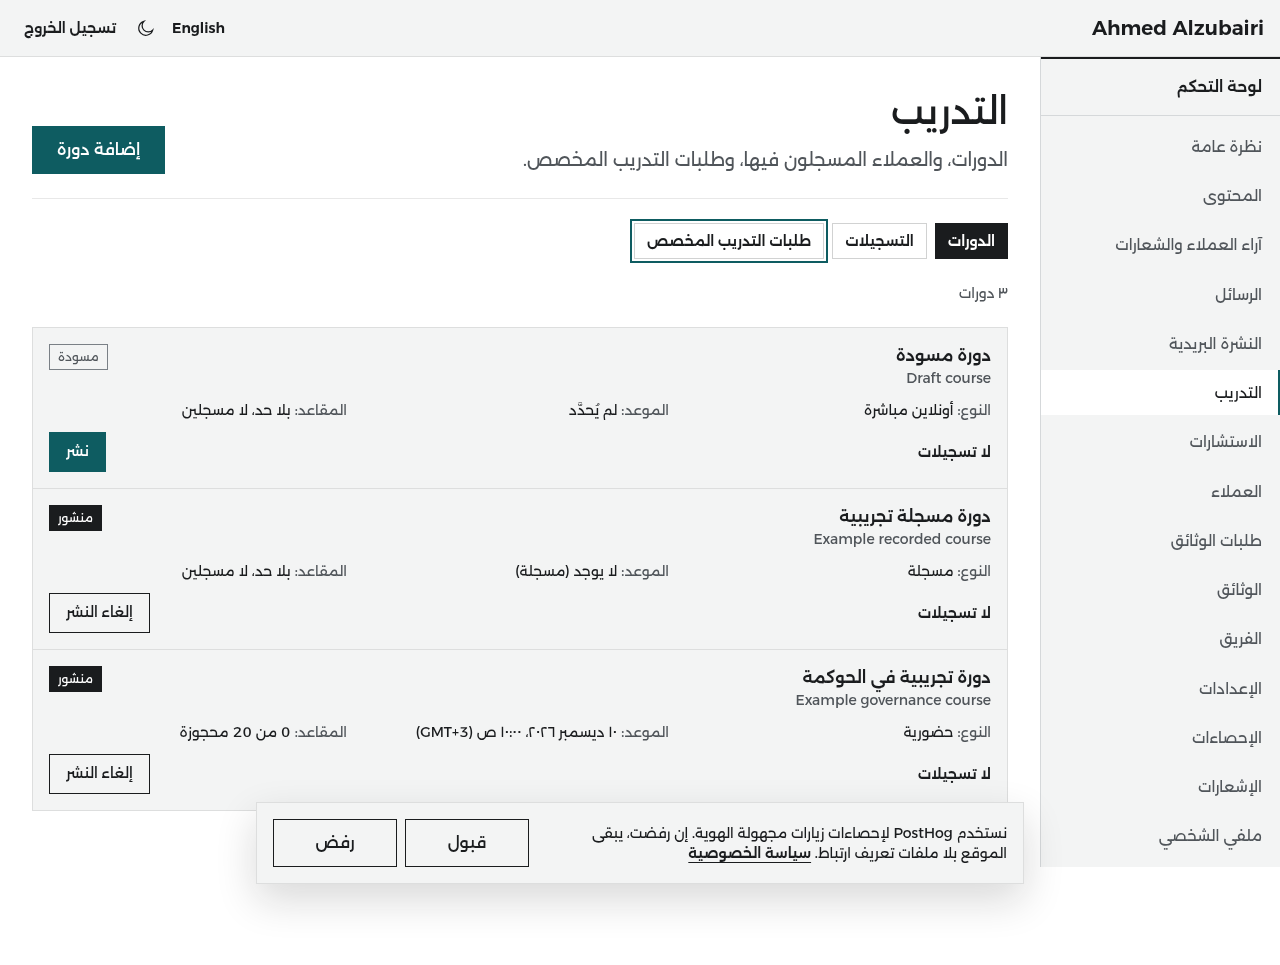 Ahmed Alzubairi
English
تسجيل الخروج
لوحة التحكم
نظرة عامة
المحتوى
آراء العملاء والشعارات
الرسائل
النشرة البريدية
التدريب
الاستشارات
العملاء
طلبات الوثائق
الوثائق
الفريق
الإعدادات
الإحصاءات
الإشعارات
ملفي الشخصي
التدريب
الدورات، والعملاء المسجلون فيها، وطلبات التدريب المخصص.
إضافة دورة
الدورات
التسجيلات
طلبات التدريب المخصص
٣ دورات
دورة مسودة
مسودة
Draft course
النوع: أونلاين مباشرة
الموعد: لم يُحدَّد
المقاعد: بلا حد، لا مسجلين
لا تسجيلات
نشر
دورة مسجلة تجريبية
منشور
Example recorded course
النوع: مسجلة
الموعد: لا يوجد (مسجلة)
المقاعد: بلا حد، لا مسجلين
لا تسجيلات
إلغاء النشر
دورة تجريبية في الحوكمة
منشور
Example governance course
النوع: حضورية
الموعد: ١٠ ديسمبر ٢٠٢٦، ١٠:٠٠ ص (GMT+3)
المقاعد: 0 من 20 محجوزة
لا تسجيلات
إلغاء النشر
نستخدم PostHog لإحصاءات زيارات مجهولة الهوية. إن رفضت، يبقى
الموقع بلا ملفات تعريف ارتباط. سياسة الخصوصية
قبول
رفض